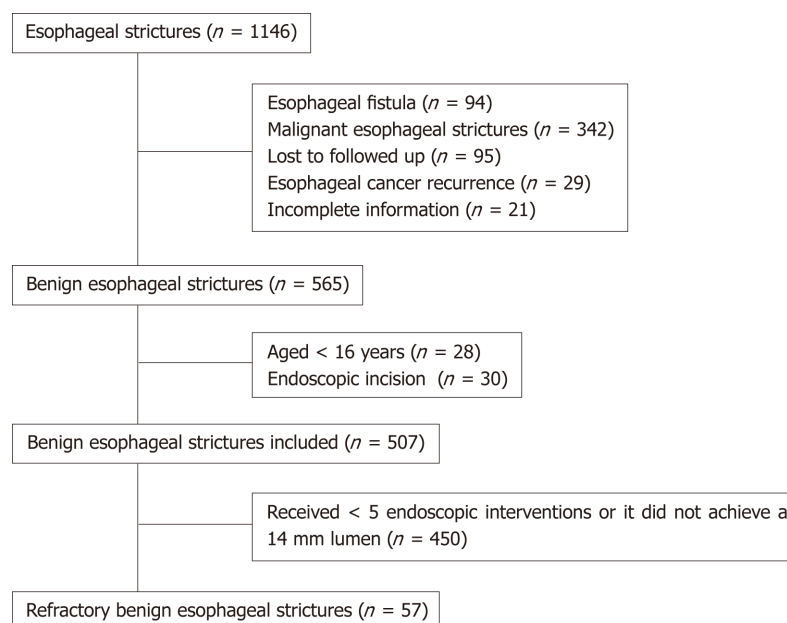 Esophageal strictures (n = 1146)
Esophageal fistula (n = 94)
Malignant esophageal strictures (n = 342)
Lost to followed up (n = 95)
Esophageal cancer recurrence (n = 29)
Incomplete information (n = 21)
Benign esophageal strictures (n = 565)
Aged < 16 years (n = 28)
Endoscopic incision (n = 30)
Benign esophageal strictures included (n = 507)
Received < 5 endoscopic interventions or it did not achieve a
14 mm lumen (n = 450)
Refractory benign esophageal strictures (n = 57)